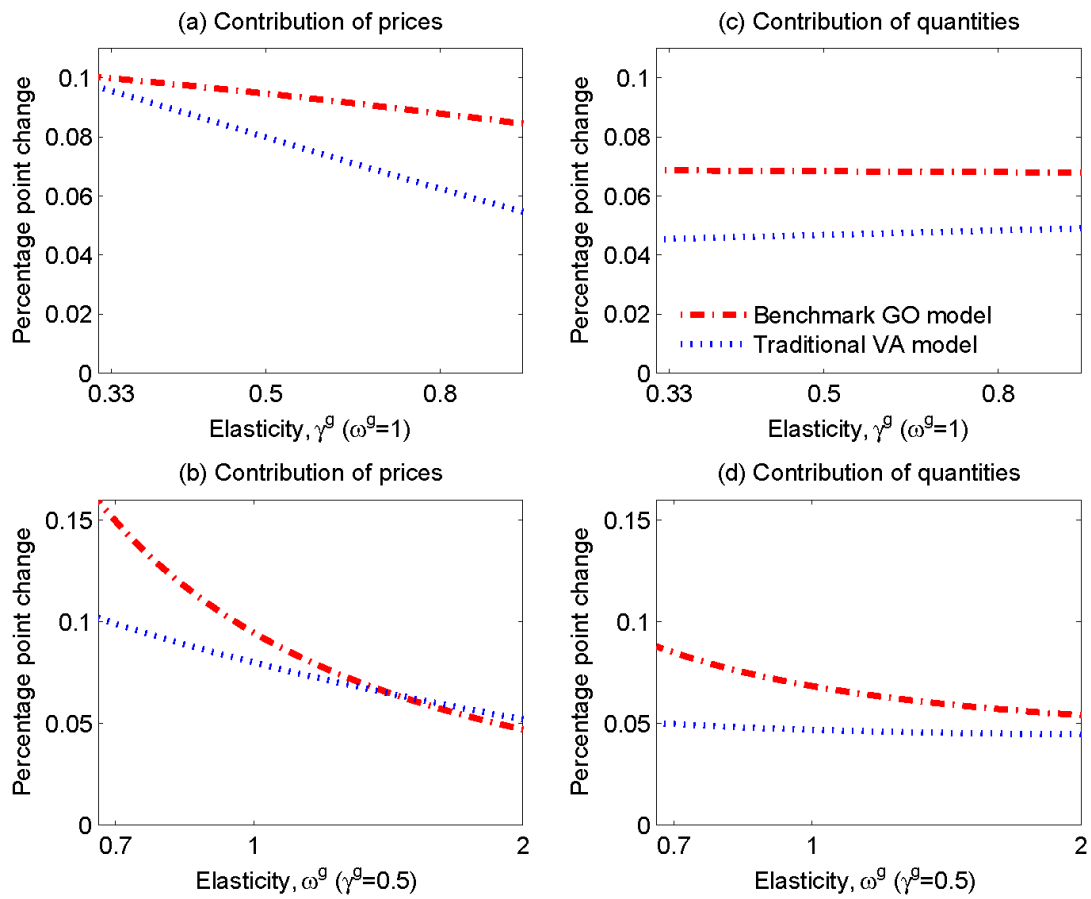 (a) Contribution of prices
Percentage point change
0.1
0.08
0.06
0.04
0.02
0
0.33
0.5
0.8
Elasticity, γ^g (ω^g=1)
(c) Contribution of quantities
Percentage point change
0.1
0.08
0.06
0.04
0.02
0
Benchmark GO model
Traditional VA model
0.33
0.5
0.8
Elasticity, γ^g (ω^g=1)
(b) Contribution of prices
Percentage point change
0.15
0.1
0.05
0
0.7
1
2
Elasticity, ω^g (γ^g=0.5)
(d) Contribution of quantities
Percentage point change
0.15
0.1
0.05
0
0.7
1
2
Elasticity, ω^g (γ^g=0.5)